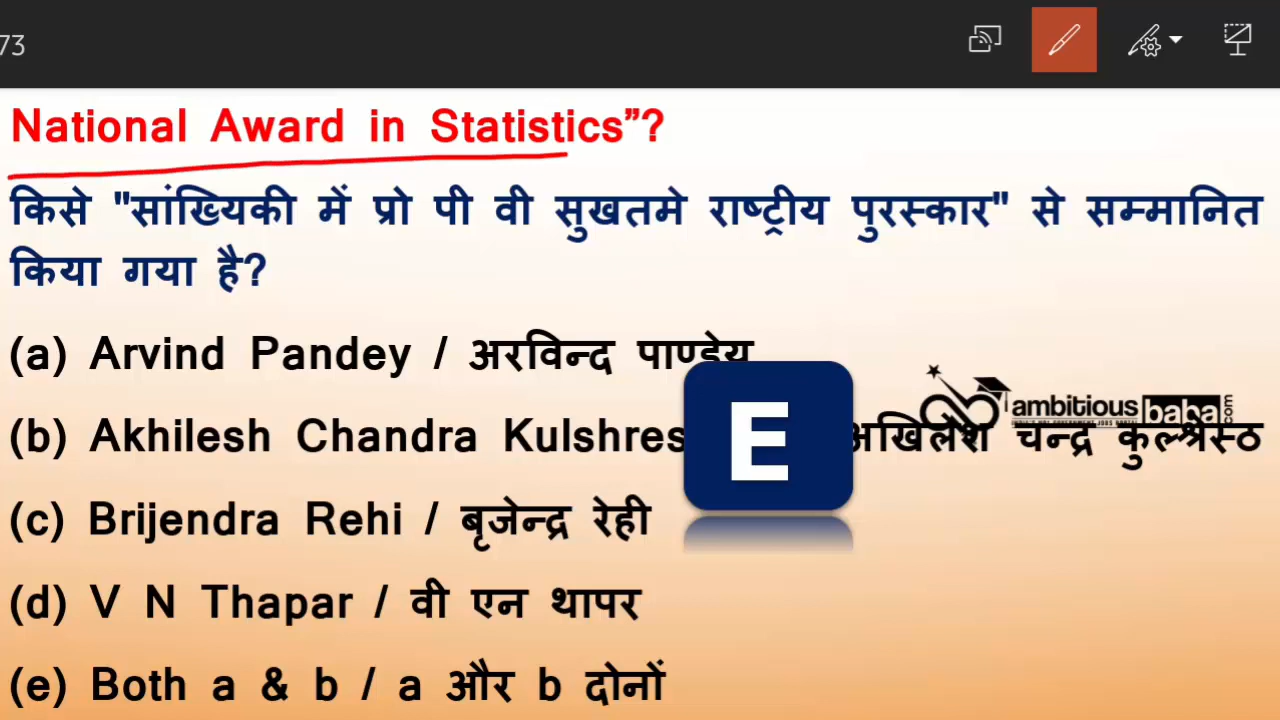 73
National Award in Statistics”?
किसे "सांख्यिकी में प्रो पी वी सुखतमे राष्ट्रीय पुरस्कार" से सम्मानित
किया गया है?
(a) Arvind Pandey / अरविन्द पाण्डेय
E
ambitiousbaba.com
(b) Akhilesh Chandra चन्द्र कुल्श्रेस्ठ
(c) Brijendra Rehi / बृजेन्द्र रेही
(d) V N Thapar / वी एन थापर
(e) Both a & b / a और b दोनों